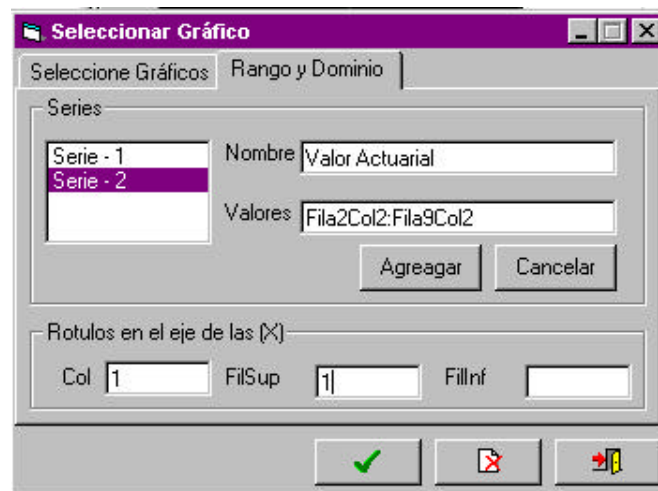 Seleccionar Gráfico
Seleccione Gráficos Rango y Dominio
Series
Serie - 1
Serie - 2
Nombre Valor Actuarial
Valores Fila2Col2:Fila9Col2
Agreagar Cancelar
Rotulos en el eje de las (X)
Col 1 FilSup 1 FilInf